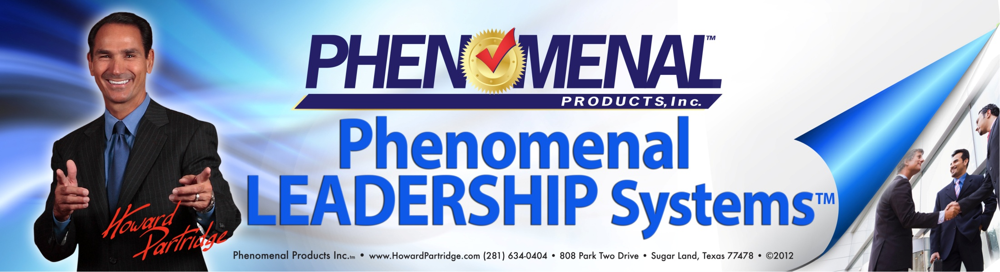 PHENOMENAL™
PRODUCTS, Inc.
Phenomenal
LEADERSHIP Systems™
Howard
Partridge
Phenomenal Products Inc.tm • www.HowardPartridge.com (281) 634-0404 • 808 Park Two Drive • Sugar Land, Texas 77478 • ©2012